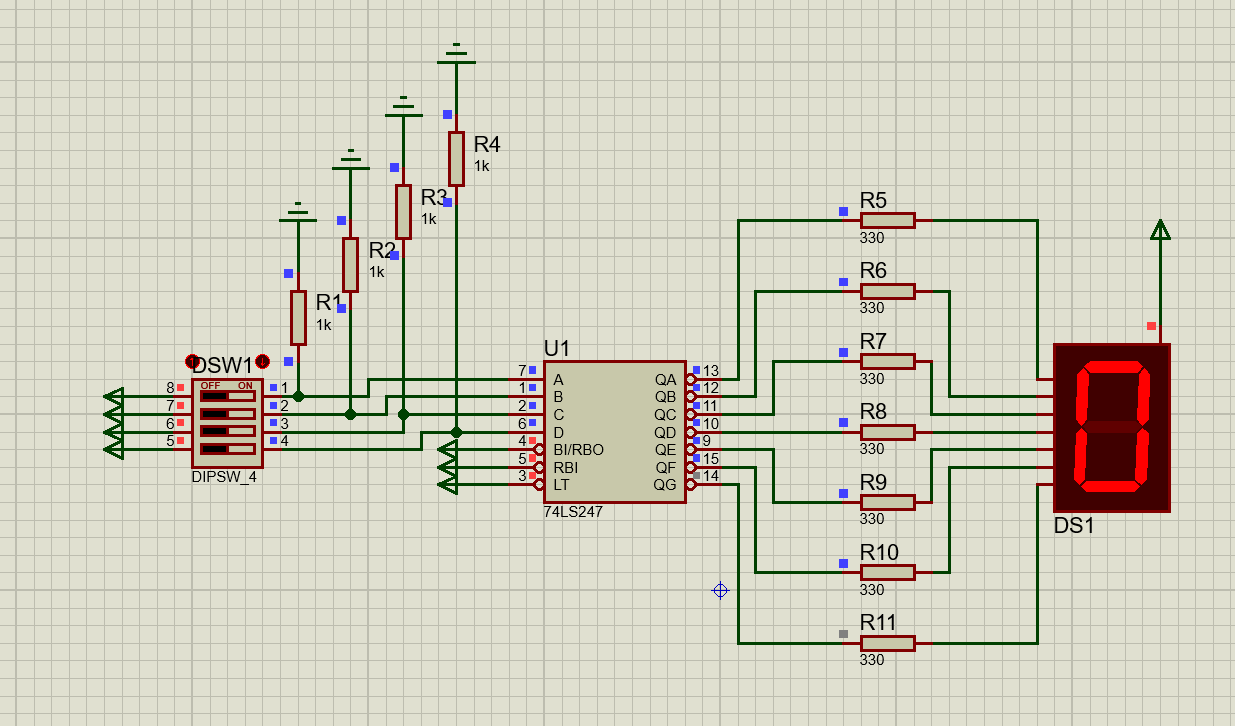 R4
1k
R3
1k
R2
1k
R1
1k
DSW1
OFF ON
8 1
7 2
6 3
5 4
DIPSW_4
U1
7 A QA 13
1 B QB 12
2 C QC 11
6 D QD 10
4 BI/RBO QE 9
5 RBI QF 15
3 LT QG 14
74LS247
R5
330
R6
330
R7
330
R8
330
R9
330
R10
330
R11
330
0
DS1